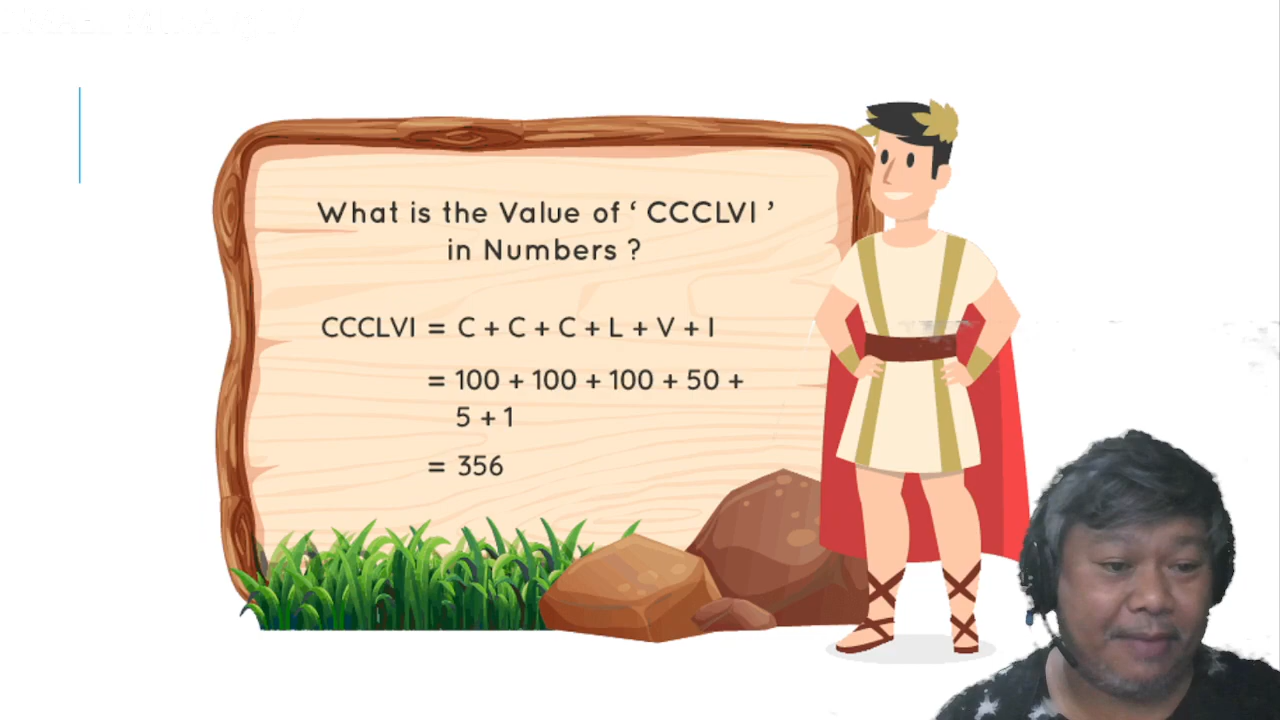 What is the Value of ‘ CCCLVI ’
in Numbers ?
CCCLVI = C + C + C + L + V + I
= 100 + 100 + 100 + 50 +
5 + 1
= 356